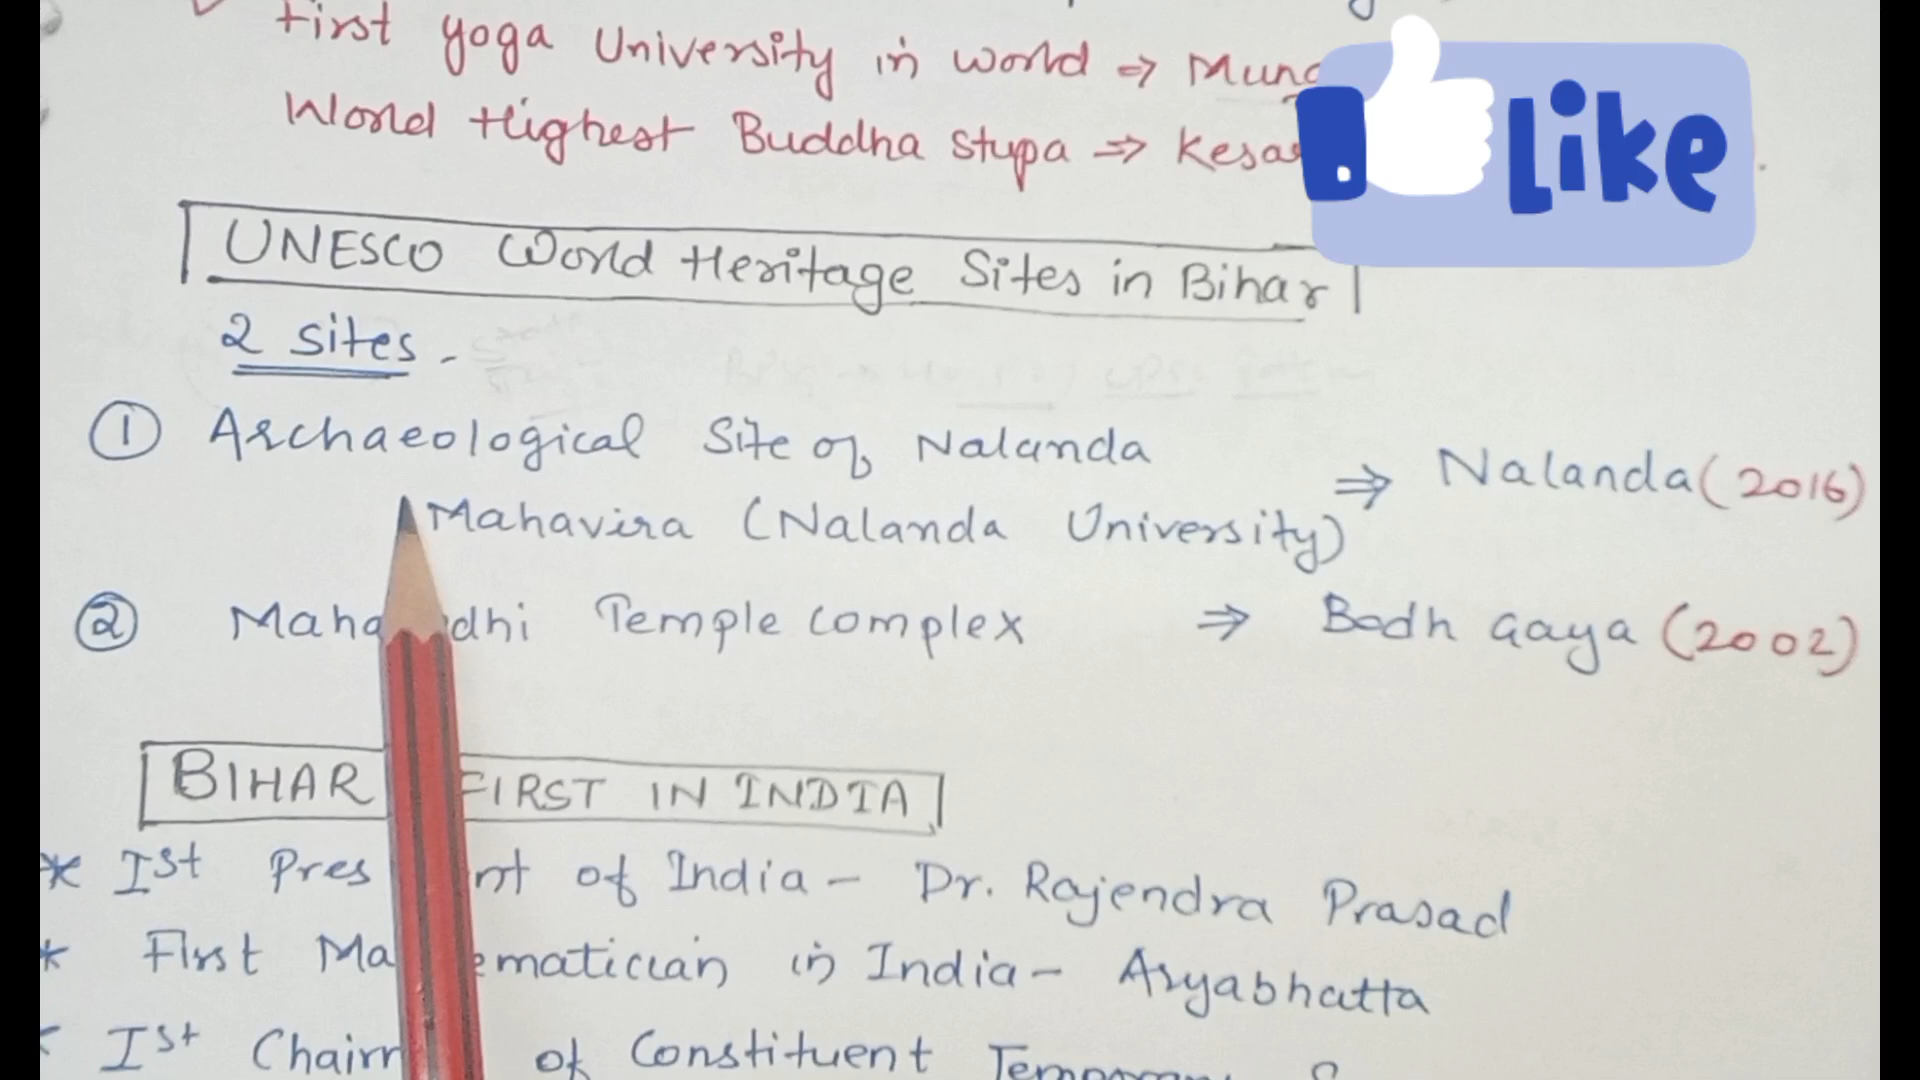 First yoga University in world ⇒
World Highest Buddha Stupa ⇒
Like
UNESCO World Heritage Sites in Bihar
2 sites -
① Archaeological Site of Nalanda
Mahavira (Nalanda University) ⇒ Nalanda (2016)
② Temple complex ⇒ Bodh Gaya (2002)
BIHAR FIRST IN INDIA
* Ist of India - Dr. Rajendra Prasad
* First in India - Aryabhatta
Ist of Constituent